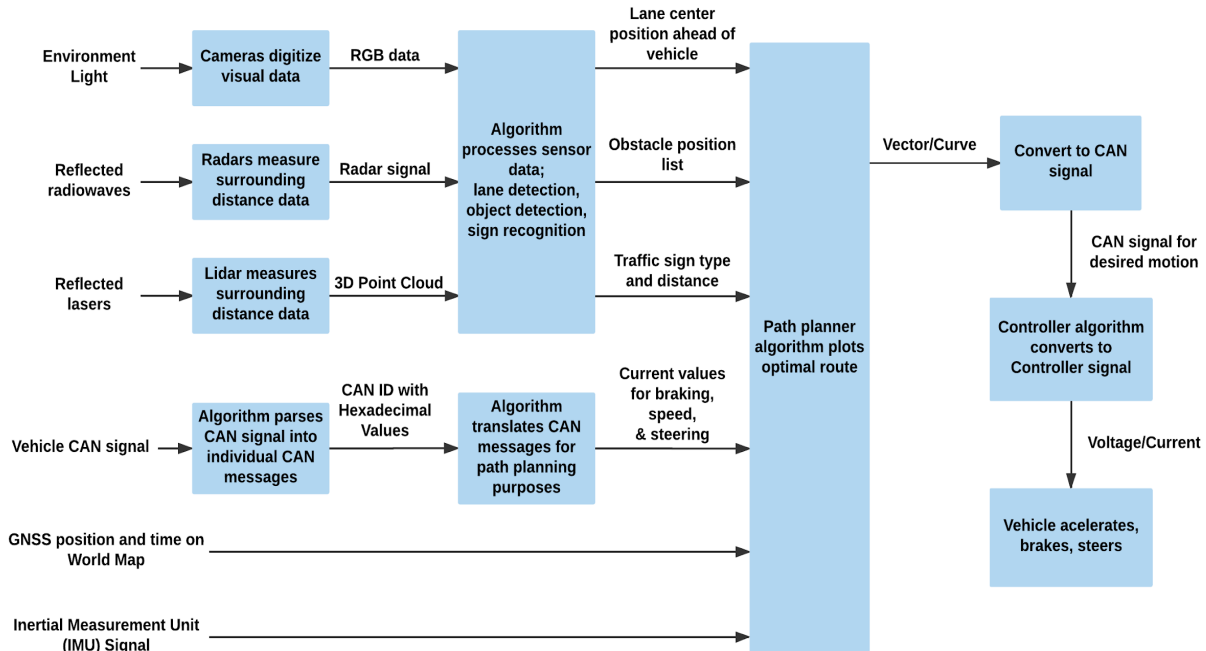 Environment
Light
Cameras digitize
visual data
RGB data
Reflected
radiowaves
Radars measure
surrounding
distance data
Radar signal
Reflected
lasers
Lidar measures
surrounding
distance data
3D Point Cloud
Algorithm
processes sensor
data;
lane detection,
object detection,
sign recognition
Lane center
position ahead of
vehicle
Obstacle position
list
Traffic sign type
and distance
Vehicle CAN signal
Algorithm parses
CAN signal into
individual CAN
messages
CAN ID with
Hexadecimal
Values
Algorithm
translates CAN
messages for
path planning
purposes
Current values
for braking,
speed,
& steering
GNSS position and time on
World Map
Inertial Measurement Unit
(IMU) Signal
Path planner
algorithm plots
optimal route
Vector/Curve
Convert to CAN
signal
CAN signal for
desired motion
Controller algorithm
converts to
Controller signal
Voltage/Current
Vehicle acelerates,
brakes, steers